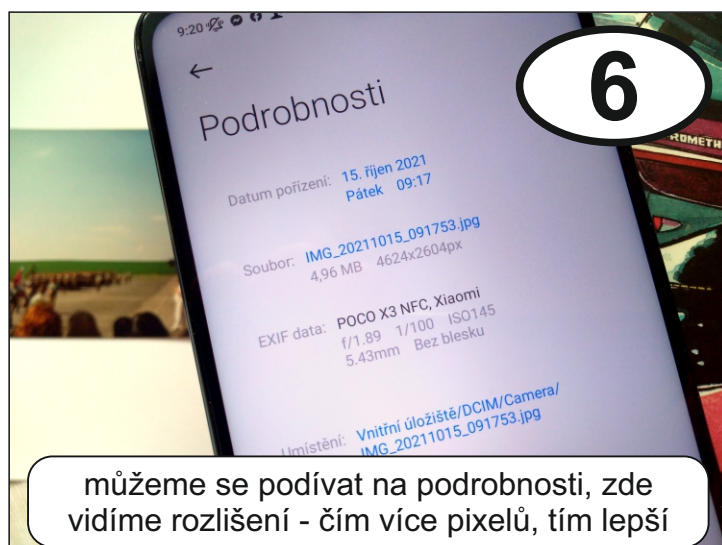 9:20
6
Podrobnosti
ROMETH
Datum pořízení: 15. říjen 2021
Pátek 09:17
Soubor: IMG_20211015_091753.jpg
4,96 MB 4624x2604px
EXIF data: POCO X3 NFC, Xiaomi
f/1.89 1/100 ISO145
5.43mm Bez blesku
Umístění: Vnitřní úložiště/DCIM/Camera/
IMG_20211015_091753.jpg
můžeme se podívat na podrobnosti, zde
vidíme rozlišení - čím více pixelů, tím lepší